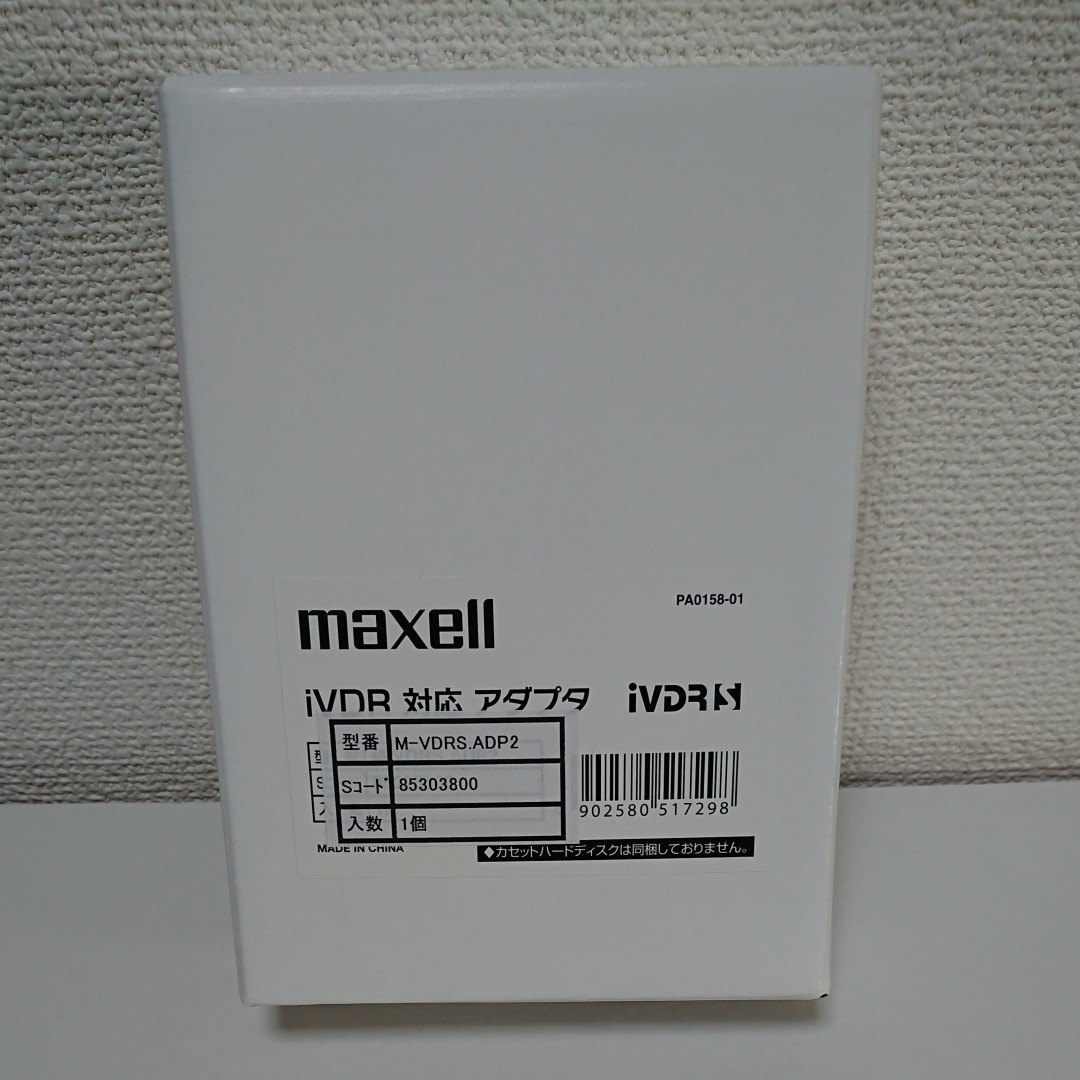 maxell
PA0158-01
iVDR 対応 アダプタ
iVDR S
型番 M-VDRS.ADP2
Sコード 85303800
入数 1個
902580 517298
MADE IN CHINA
◆カセットハードディスクは同梱しておりません。